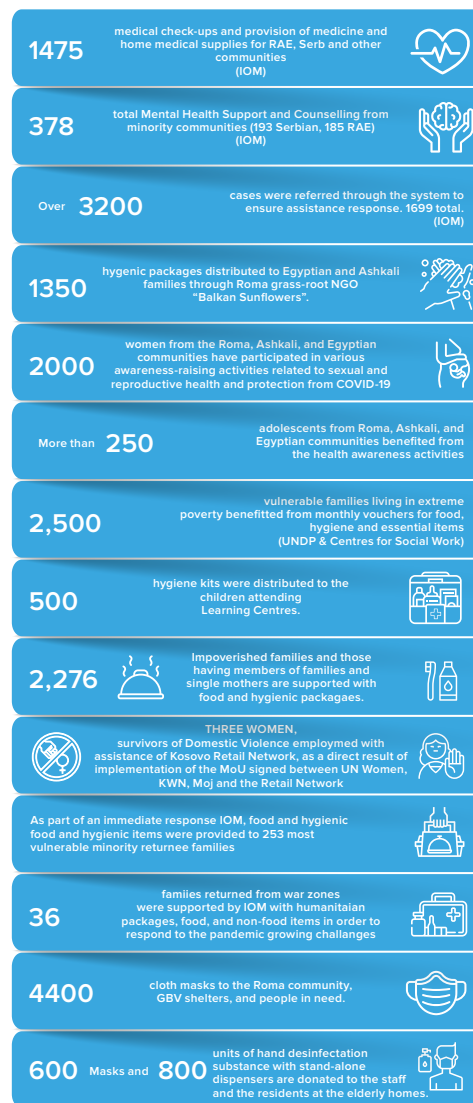 1475
medical check-ups and provision of medicine and
home medical supplies for RAE, Serb and other
communities
(IOM)
378
total Mental Health Support and Counselling from
minority communities (193 Serbian, 185 RAE)
(IOM)
Over 3200
cases were referred through the system to
ensure assistance response. 1699 total.
(IOM)
1350
hygenic packages distributed to Egyptian and Ashkali
families through Roma grass-root NGO
"Balkan Sunflowers".
2000
women from the Roma, Ashkali, and Egyptian
communities have participated in various
awareness-raising activities related to sexual and
reproductive health and protection from COVID-19
More than 250
adolescents from Roma, Ashkali, and
Egyptian communities benefited from
the health awareness activities
2,500
vulnerable families living in extreme
poverty benefitted from monthly vouchers for food,
hygiene and essential items
(UNDP & Centres for Social Work)
500
hygiene kits were distributed to the
children attending
Learning Centres.
2,276
Impoverished families and those
having members of families and
single mothers are supported with
food and hygienic packagaes.
THREE WOMEN,
survivors of Domestic Violence employmed with
assistance of Kosovo Retail Network, as a direct result of
implementation of the MoU signed between UN Women,
KWN, Moj and the Retail Network
As part of an immediate response IOM, food and hygienic
food and hygienic items were provided to 253 most
vulnerable minority returnee families
36
famiies returned from war zones
were supported by IOM with humanitaian
packages, food, and non-food items in order to
respond to the pandemic growing challanges
4400
cloth masks to the Roma community,
GBV shelters, and people in need.
600 Masks and 800
units of hand desinfectation
substance with stand-alone
dispensers are donated to the staff
and the residents at the elderly homes.